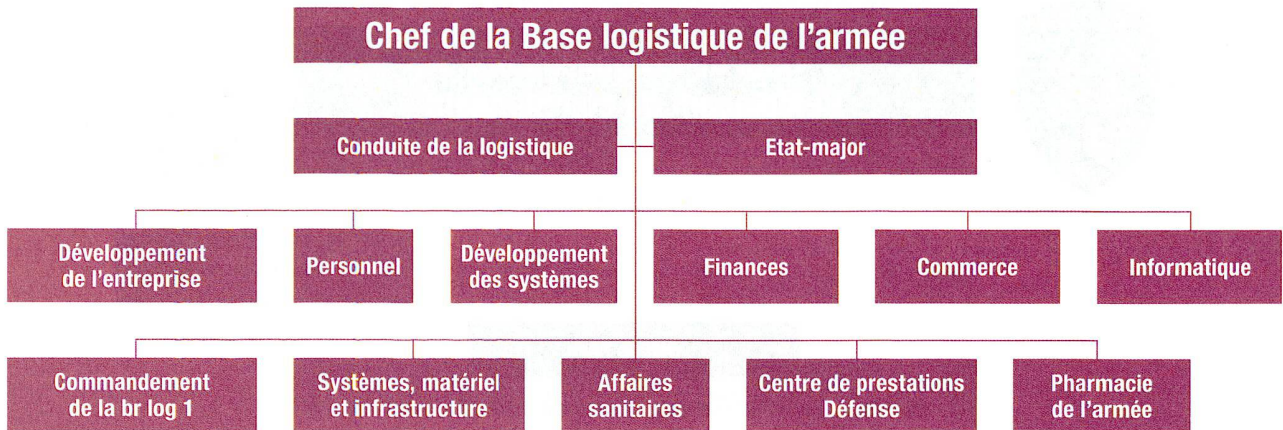 Chef de la Base logistique de l'armée
Conduite de la logistique
Etat-major
Développement
de l'entreprise
Personnel
Développement
des systèmes
Finances
Commerce
Informatique
Commandement
de la br log 1
Systèmes, matériel
et infrastructure
Affaires
sanitaires
Centre de prestations
Défense
Pharmacie
de l'armée